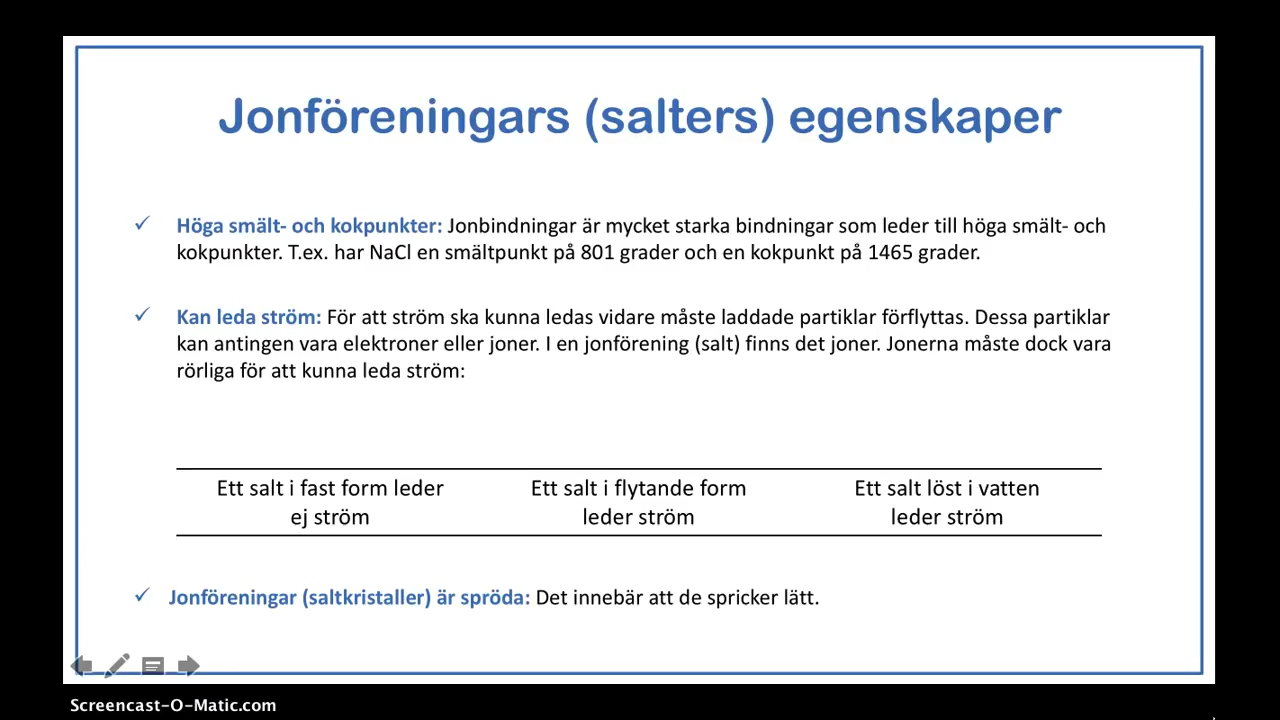 Jonföreningars (salters) egenskaper
✓ Höga smält- och kokpunkter: Jonbindningar är mycket starka bindningar som leder till höga smält- och
kokpunkter. T.ex. har NaCl en smältpunkt på 801 grader och en kokpunkt på 1465 grader.
✓ Kan leda ström: För att ström ska kunna ledas vidare måste laddade partiklar förflyttas. Dessa partiklar
kan antingen vara elektroner eller joner. I en jonförening (salt) finns det joner. Jonerna måste dock vara
rörliga för att kunna leda ström:
Ett salt i fast form leder
ej ström
Ett salt i flytande form
leder ström
Ett salt löst i vatten
leder ström
✓ Jonföreningar (saltkristaller) är spröda: Det innebär att de spricker lätt.
Screencast-O-Matic.com